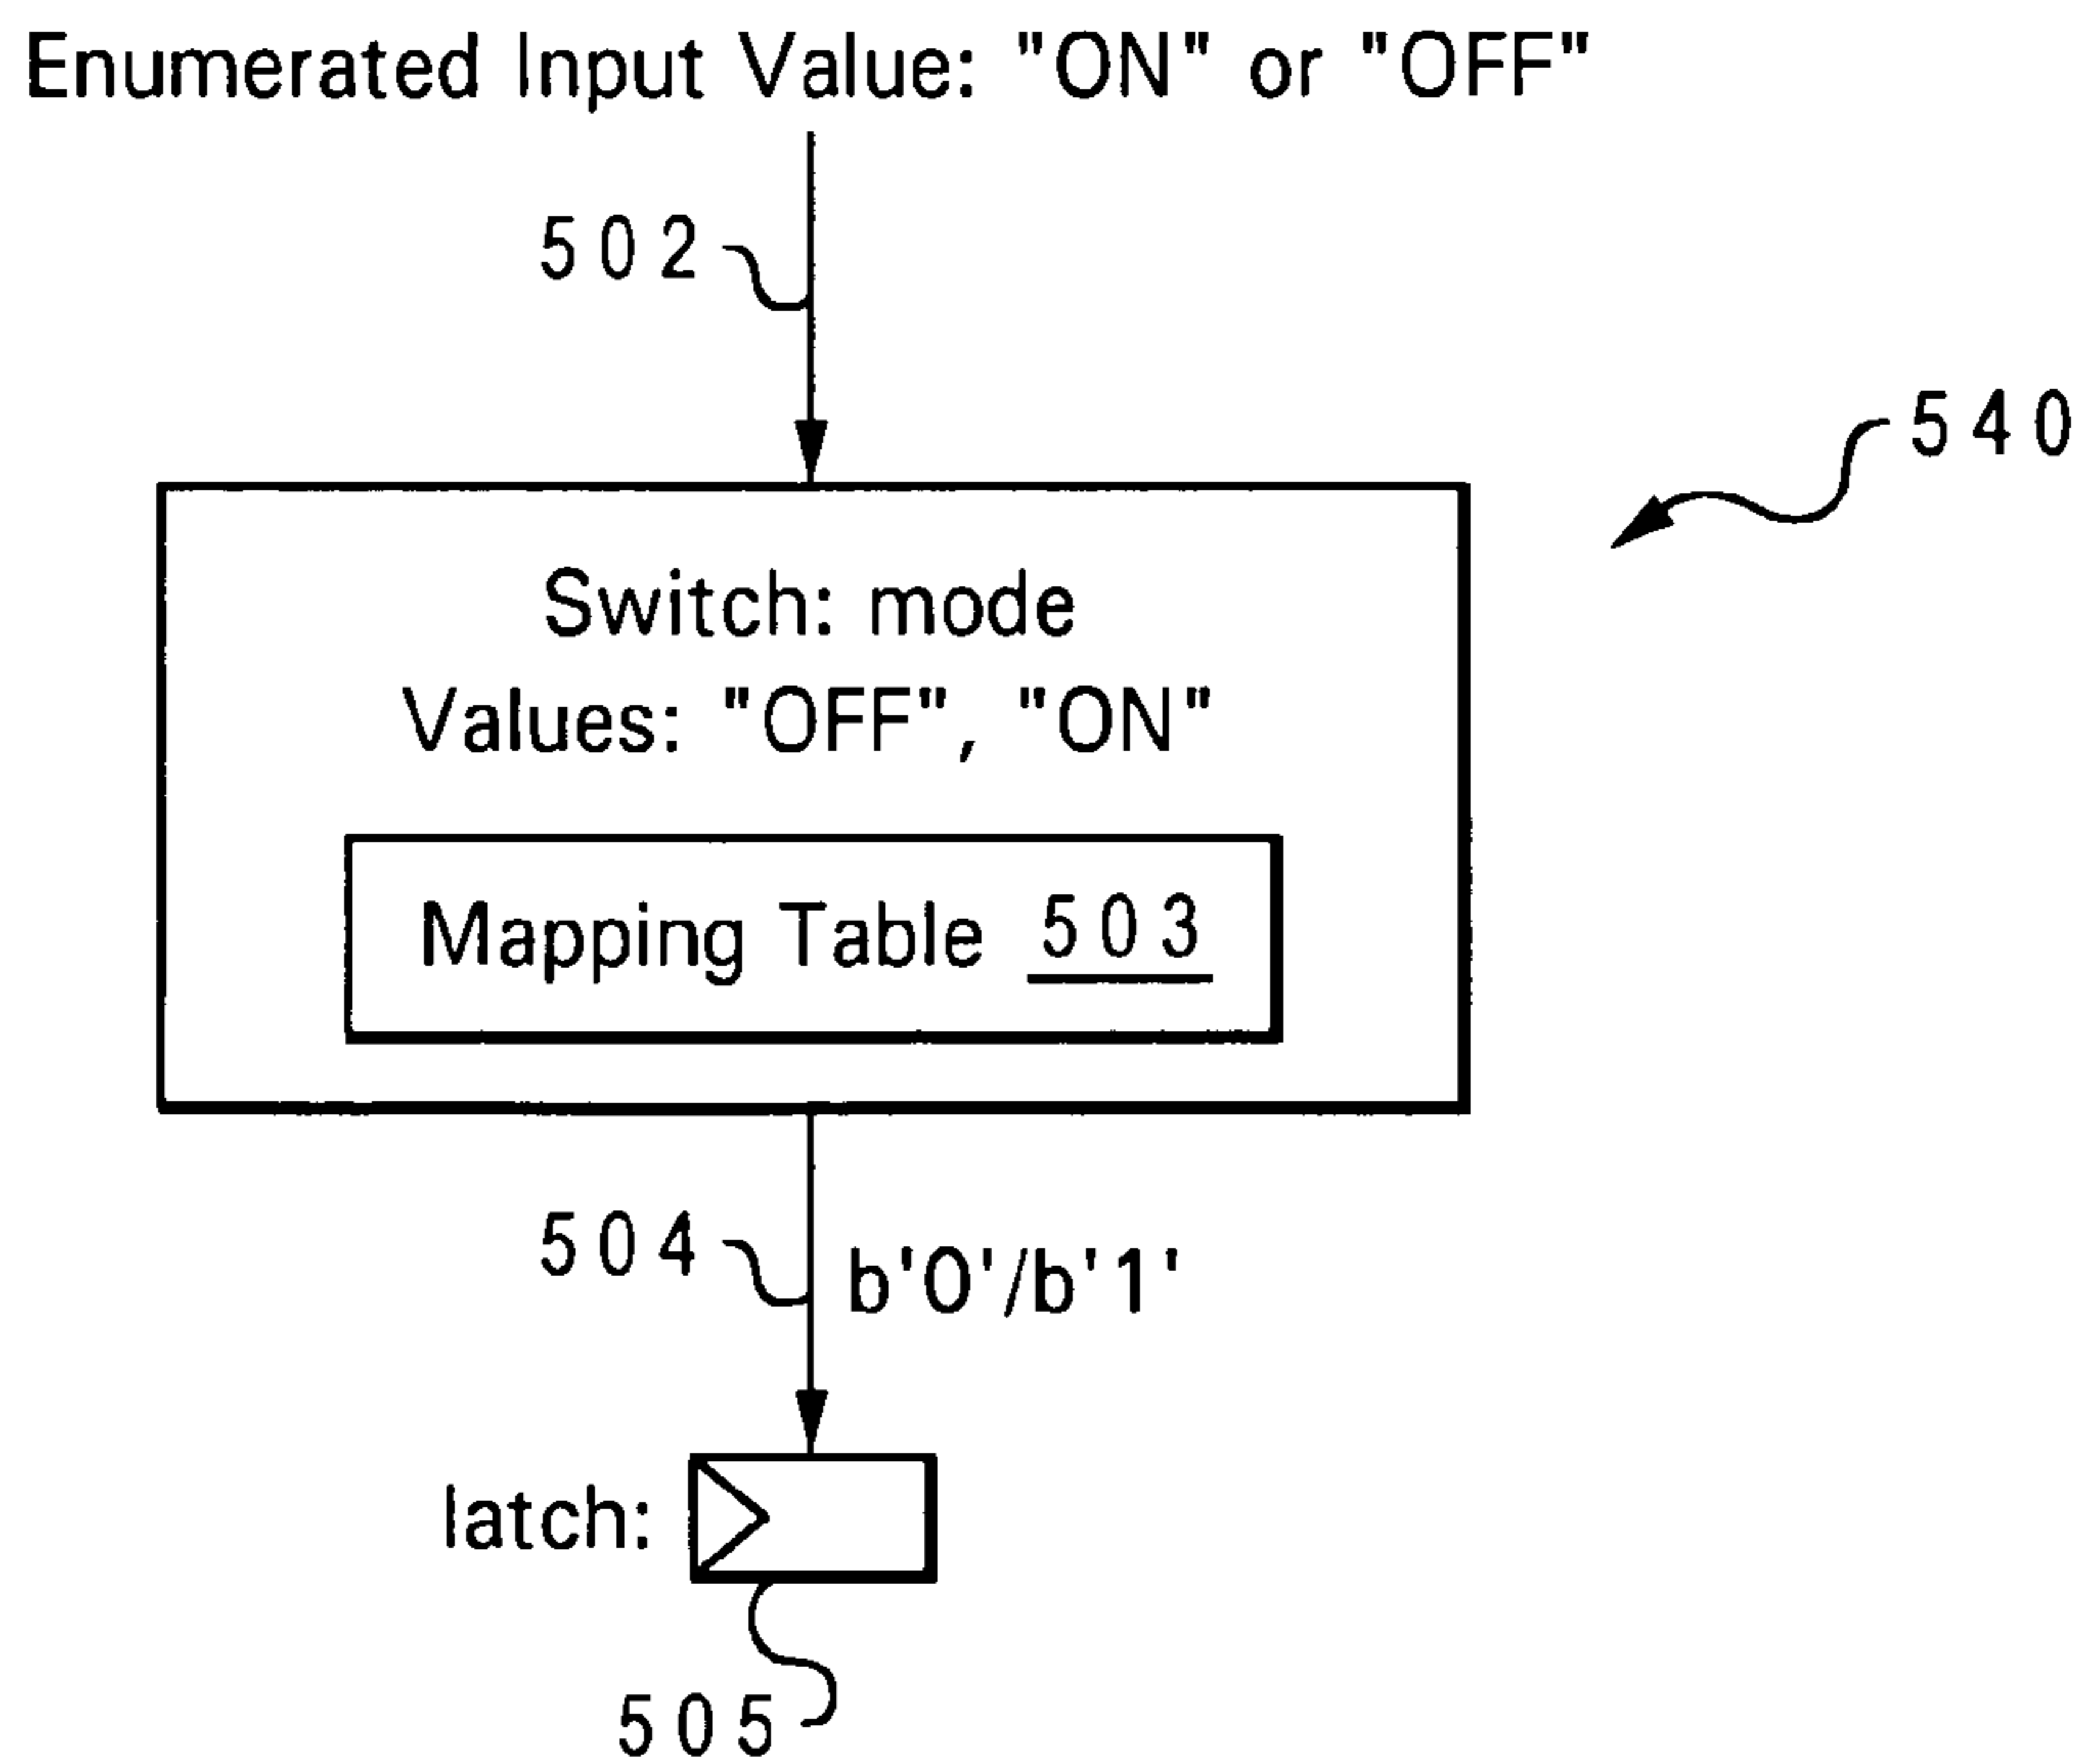 Enumerated Input Value: "ON" or "OFF"
502
540
Switch: mode
Values: "OFF", "ON"
Mapping Table 503
504
b'0'/b'1'
latch:
505